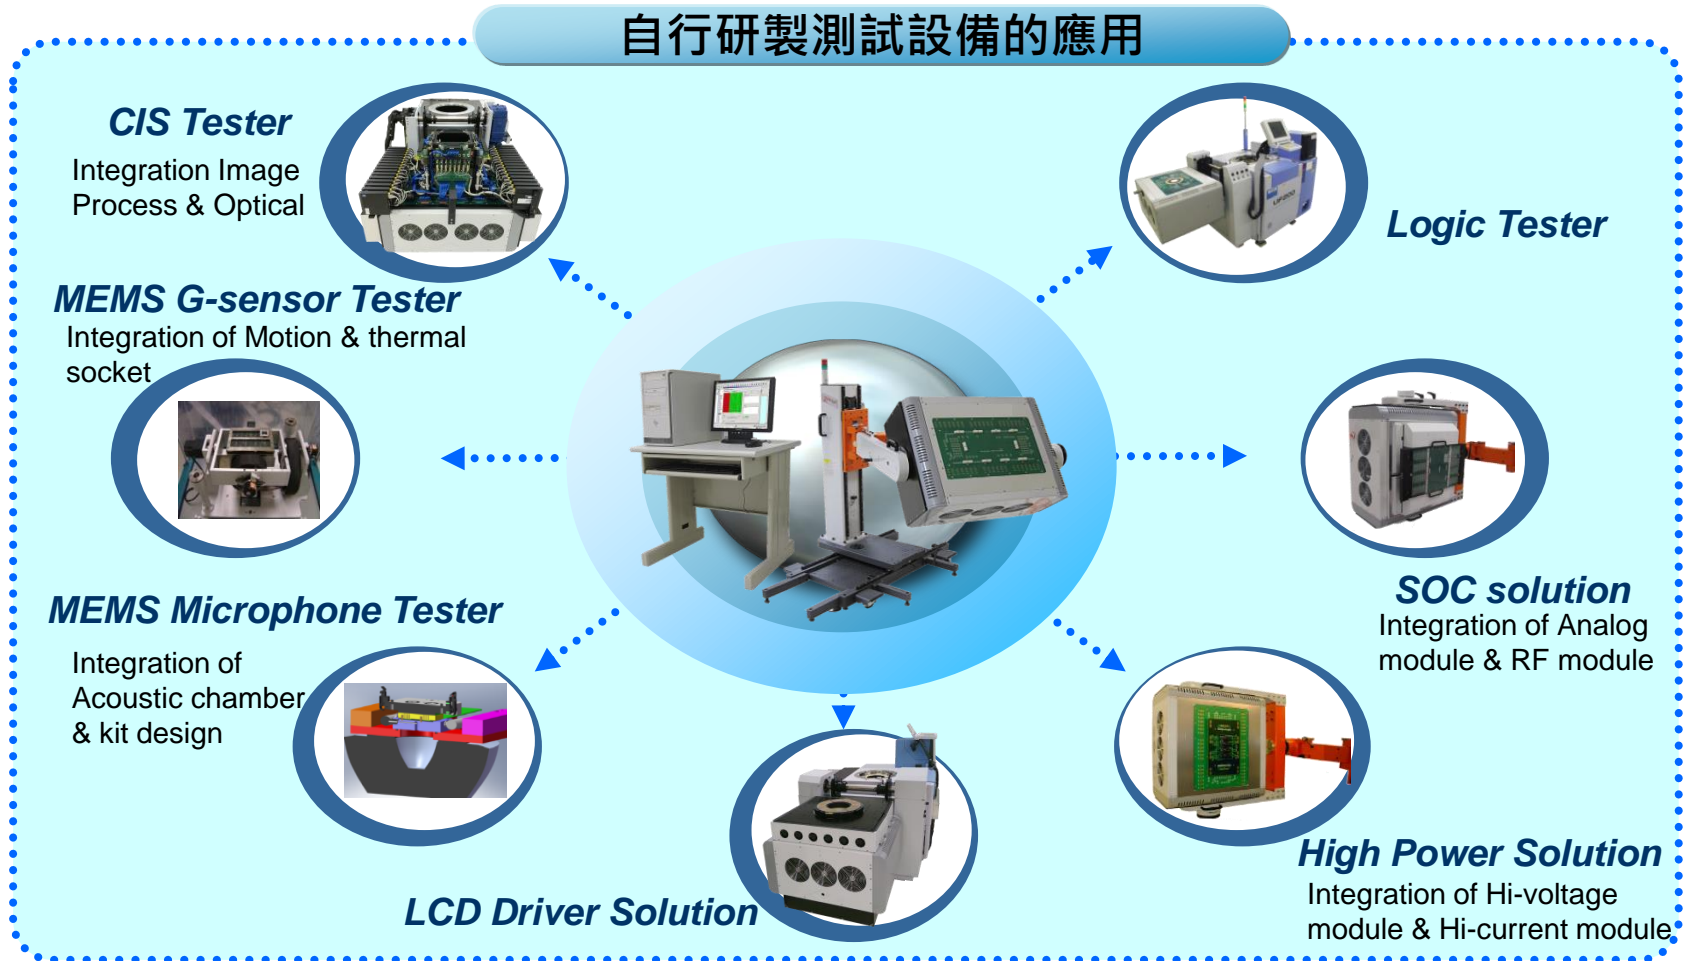 自行研製測試設備的應用
CIS Tester
Integration Image
Process & Optical
MEMS G-sensor Tester
Integration of Motion & thermal
socket
MEMS Microphone Tester
Integration of
Acoustic chamber
& kit design
LCD Driver Solution
Logic Tester
SOC solution
Integration of Analog
module & RF module
High Power Solution
Integration of Hi-voltage
module & Hi-current module